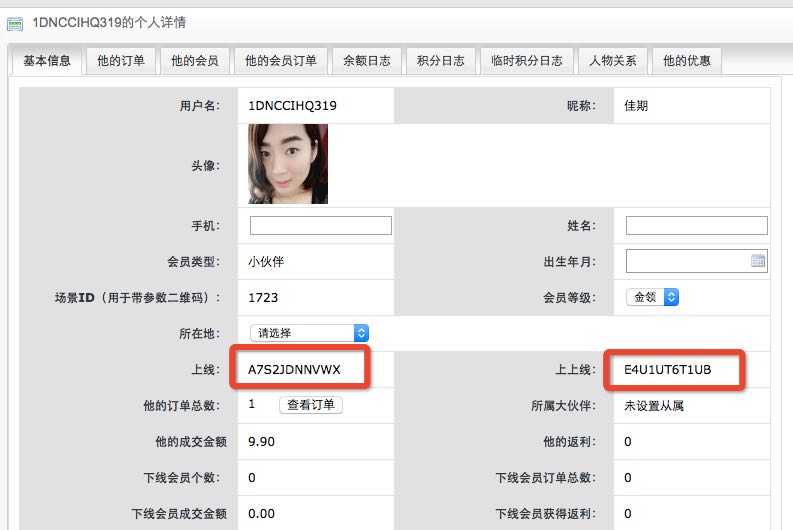 1DNCCIHQ319的个人详情
基本信息 他的订单 他的会员 他的会员订单 余额日志 积分日志 临时积分日志 人物关系 他的优惠
用户名： 1DNCCIHQ319 昵称： 佳期
头像：
手机： 姓名：
会员类型： 小伙伴 出生年月：
场景ID（用于带参数二维码）： 1723 会员等级： 金领
所在地： 请选择
上线： A7S2JDNNVWX 上上线： E4U1UT6T1UB
他的订单总数： 1 查看订单 所属大伙伴： 未设置从属
他的成交金额 9.90 他的返利： 0
下线会员个数： 0 下线会员订单总数： 0
下线会员成交金额 0.00 下线会员获得返利： 0